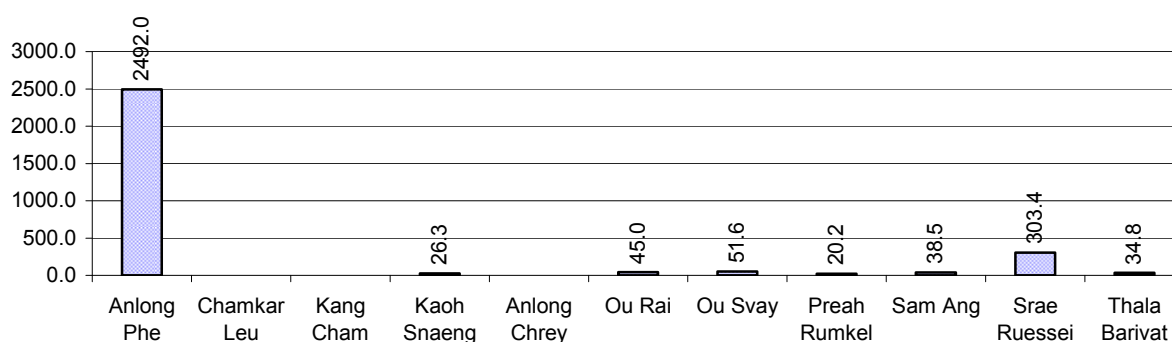 3000.0
2500.0
2000.0
1500.0
1000.0
500.0
0.0
2492.0
26.3
45.0
51.6
20.2
38.5
303.4
34.8
Anlong Phe
Chamkar Leu
Kang Cham
Kaoh Snaeng
Anlong Chrey
Ou Rai
Ou Svay
Preah Rumkel
Sam Ang
Srae Ruessei
Thala Barivat